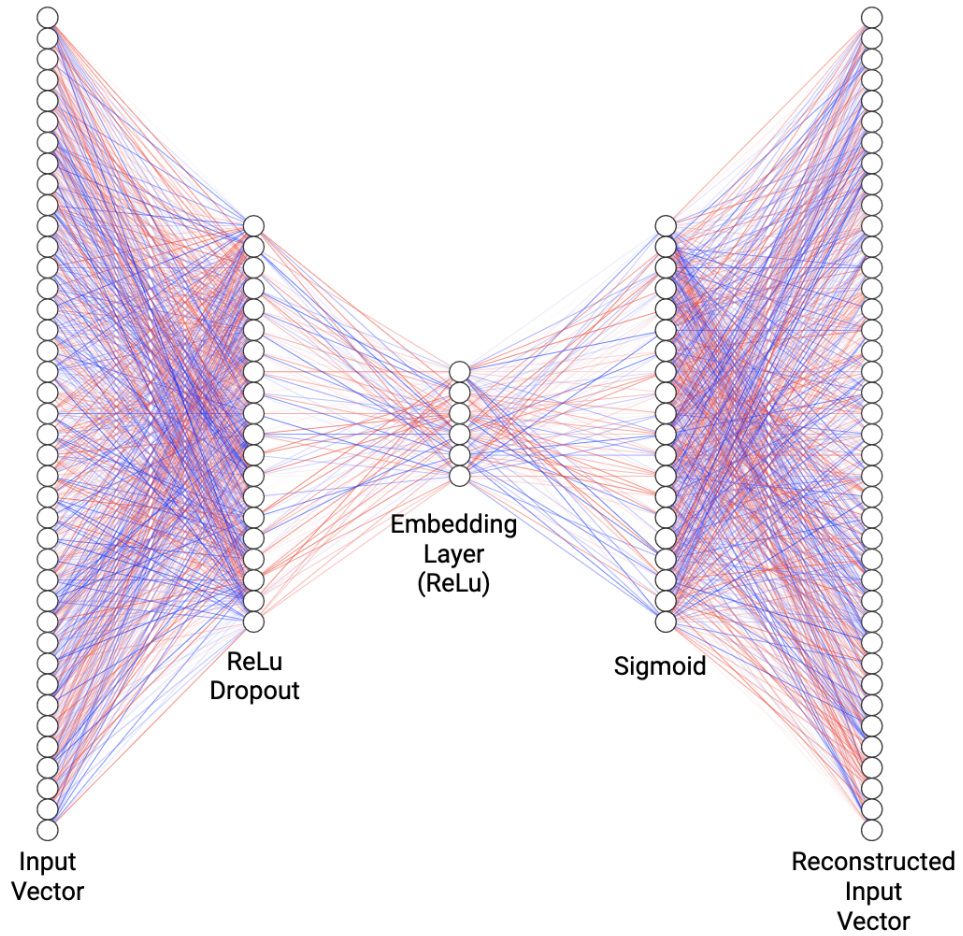 Input
Vector
ReLu
Dropout
Embedding
Layer
(ReLu)
Sigmoid
Reconstructed
Input
Vector